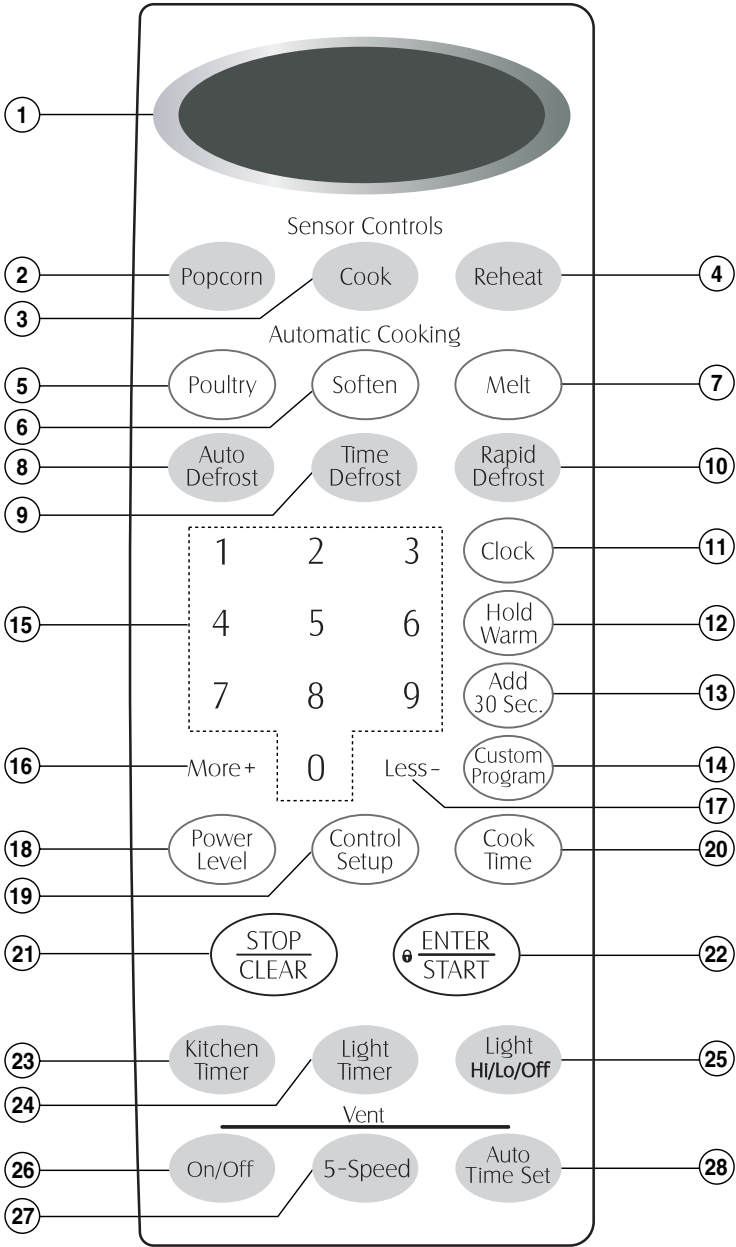 1
Sensor Controls
2
Popcorn
Cook
Reheat
4
3
Automatic Cooking
5
Poultry
Soften
Melt
7
6
8
Auto
Defrost
Time
Defrost
Rapid
Defrost
10
9
1 2 3
Clock
11
15
4 5 6
Hold
Warm
12
7 8 9
Add
30 Sec.
13
16
More+
0
Less-
Custom
Program
14
17
18
Power
Level
Control
Setup
Cook
Time
20
19
21
STOP
CLEAR
ENTER
START
22
23
Kitchen
Timer
Light
Timer
Light
Hi/Lo/Off
25
24
Vent
26
On/Off
5-Speed
Auto
Time Set
28
27